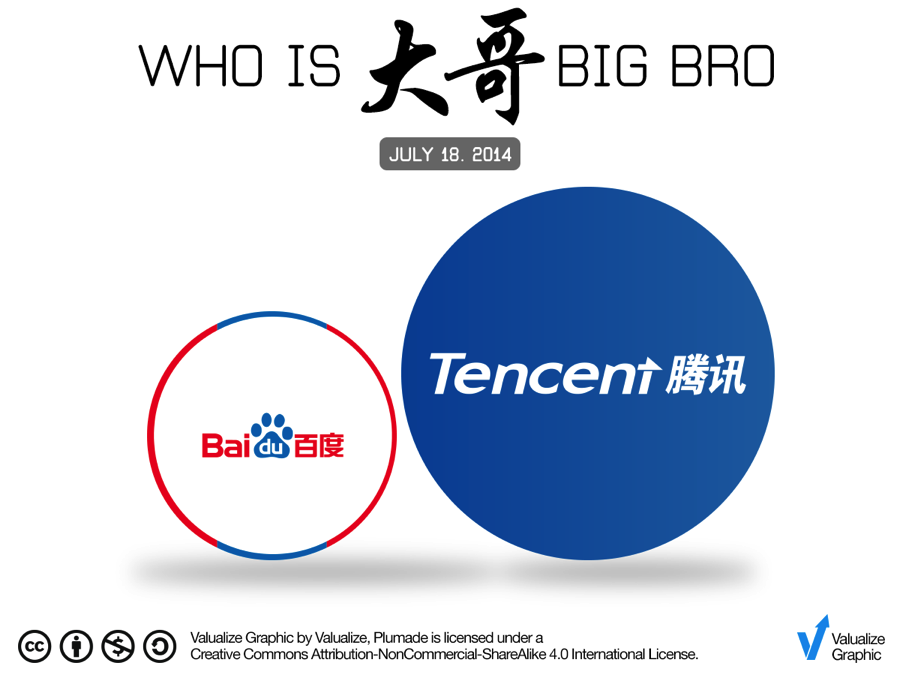 WHO IS 大哥 BIG BRO
JULY 18. 2014
Tencent 腾讯
Baidu 百度
cc
Valualize Graphic by Valualize, Plumade is licensed under a
Creative Commons Attribution-NonCommercial-ShareAlike 4.0 International License.
Valualize
Graphic